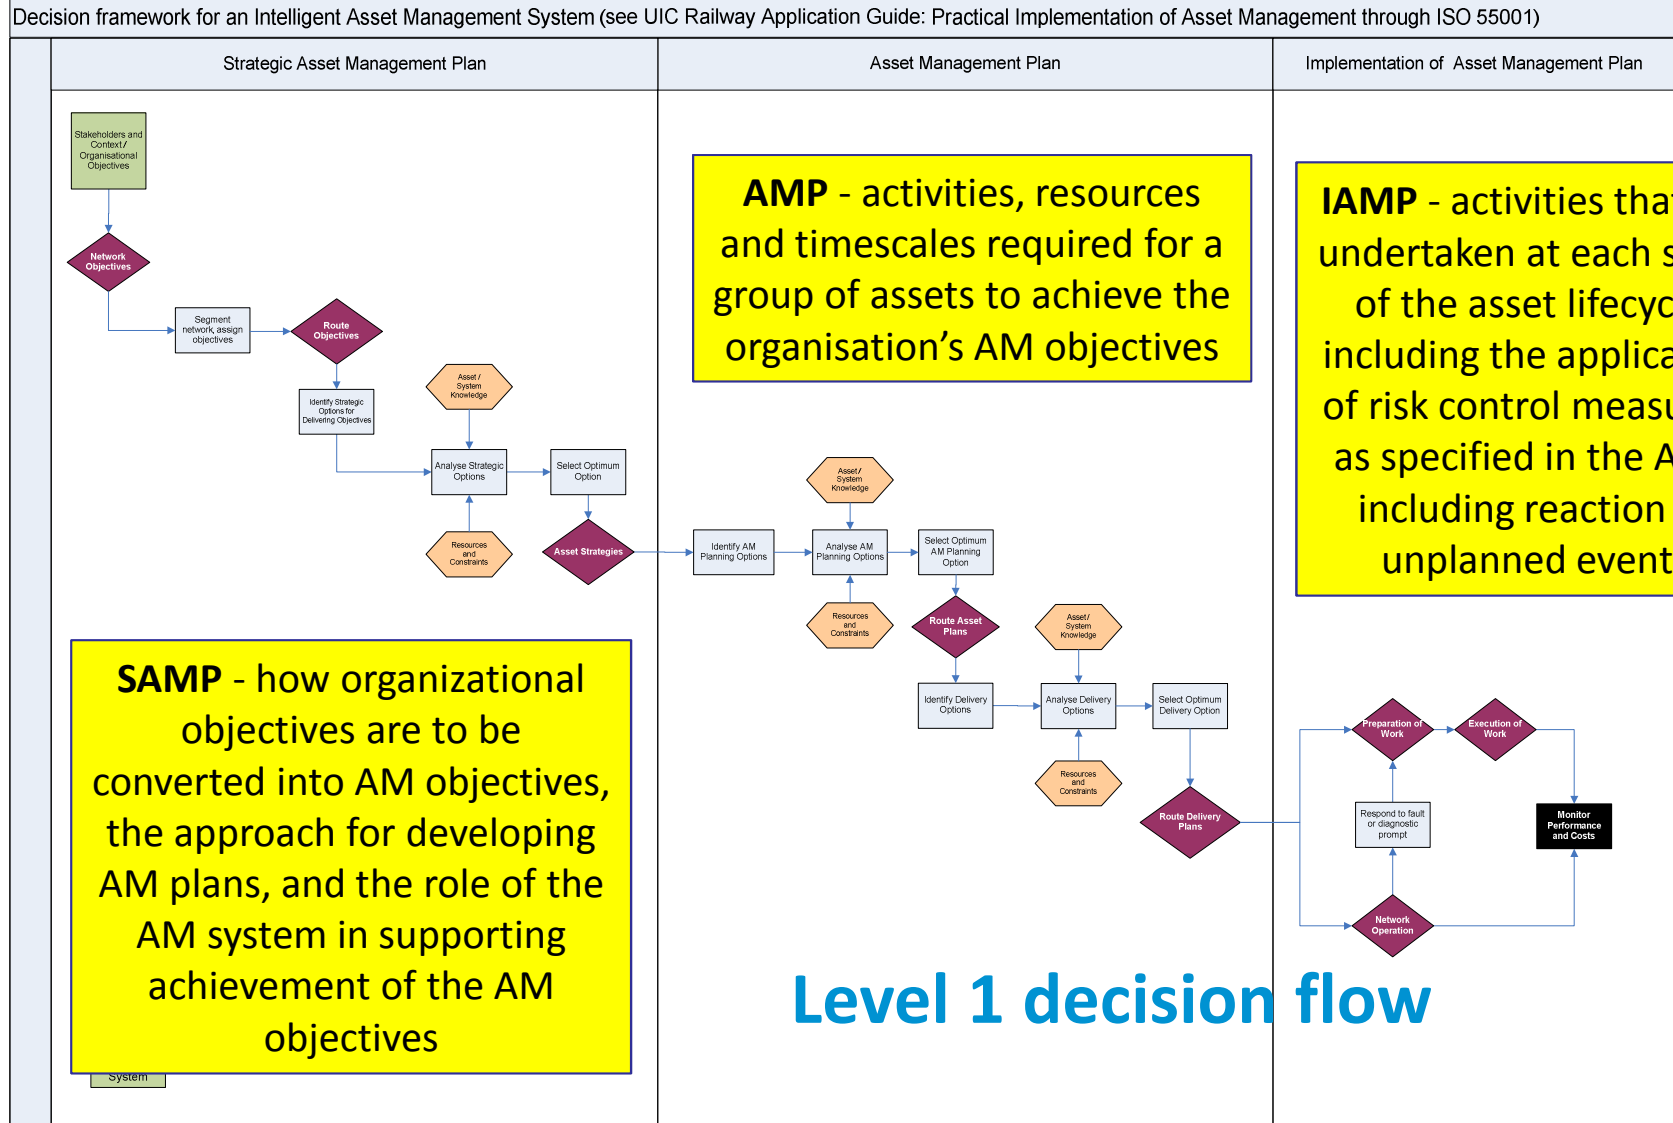 Decision framework for an Intelligent Asset Management System (see UIC Railway Application Guide: Practical Implementation of Asset Management through ISO 55001)
Strategic Asset Management Plan
Asset Management Plan
Implementation of Asset Management Plan
Stakeholders and
Context /
Organisational
Objectives
Network
Objectives
Segment
network, assign
objectives
Route
Objectives
Identify Strategic
Options for
Delivering Objectives
Asset /
System
Knowledge
Analyse Strategic
Options
Select Optimum
Option
Resources
and
Constraints
Asset Strategies
SAMP - how organizational
objectives are to be
converted into AM objectives,
the approach for developing
AM plans, and the role of the
AM system in supporting
achievement of the AM
objectives
System
AMP - activities, resources
and timescales required for a
group of assets to achieve the
organisation’s AM objectives
Asset /
System
Knowledge
Identify AM
Planning Options
Analyse AM
Planning Options
Select Optimum
AM Planning
Option
Resources
and
Constraints
Route Asset
Plans
Asset/
System
Knowledge
Identify Delivery
Options
Analyse Delivery
Options
Select Optimum
Delivery Option
Resources
and
Constraints
Route Delivery
Plans
IAMP - activities that
undertaken at each
of the asset
including the
of risk control
as specified in the
including reaction
unplanned event
Preparation of
Work
Execution of
Work
Respond to fault
or diagnostic
prompt
Monitor
Performance
and Costs
Network
Operation
Level 1 decision flow